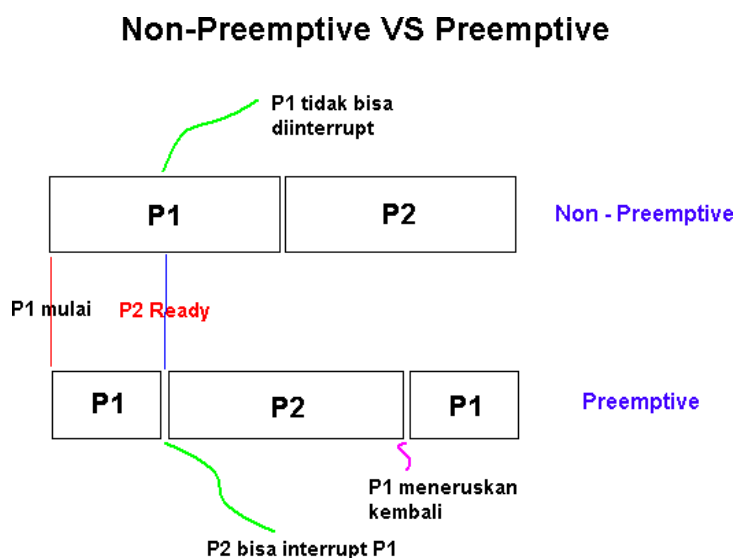 Non-Preemptive VS Preemptive
P1 tidak bisa
diinterrupt
P1
P2
Non - Preemptive
P1 mulai
P2 Ready
P1
P2
P1
Preemptive
P1 meneruskan
kembali
P2 bisa interrupt P1